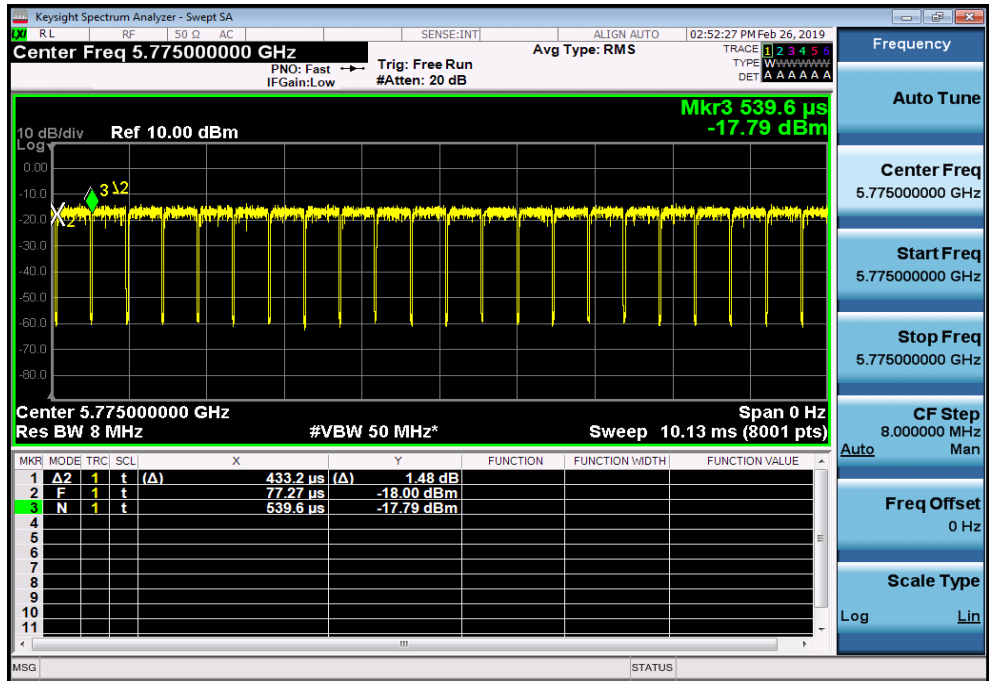 Keysight Spectrum Analyzer - Swept SA
LXI RL RF 50 Ω AC SENSE:INT ALIGN AUTO 02:52:27 PM Feb 26, 2019
Center Freq 5.775000000 GHz
PNO: Fast
IFGain:Low
Trig: Free Run
#Atten: 20 dB
Avg Type: RMS
TRACE 1 2 3 4 5 6
TYPE WWWWWW
DET A A A A A A
Mkr3 539.6 µs
-17.79 dBm
10 dB/div Ref 10.00 dBm
Log
0.00
-10.0
-20.0
-30.0
-40.0
-50.0
-60.0
-70.0
-80.0
X2
3Δ2
Center 5.775000000 GHz Span 0 Hz
Res BW 8 MHz #VBW 50 MHz* Sweep 10.13 ms (8001 pts)
MKR MODE TRC SCL X Y FUNCTION FUNCTION WIDTH FUNCTION VALUE
1 Δ2 1 t (Δ) 433.2 µs (Δ) 1.48 dB
2 F 1 t 77.27 µs -18.00 dBm
3 N 1 t 539.6 µs -17.79 dBm
4
5
6
7
8
9
10
11
MSG STATUS
Frequency
Auto Tune
Center Freq
5.775000000 GHz
Start Freq
5.775000000 GHz
Stop Freq
5.775000000 GHz
CF Step
8.000000 MHz
Auto Man
Freq Offset
0 Hz
Scale Type
Log Lin